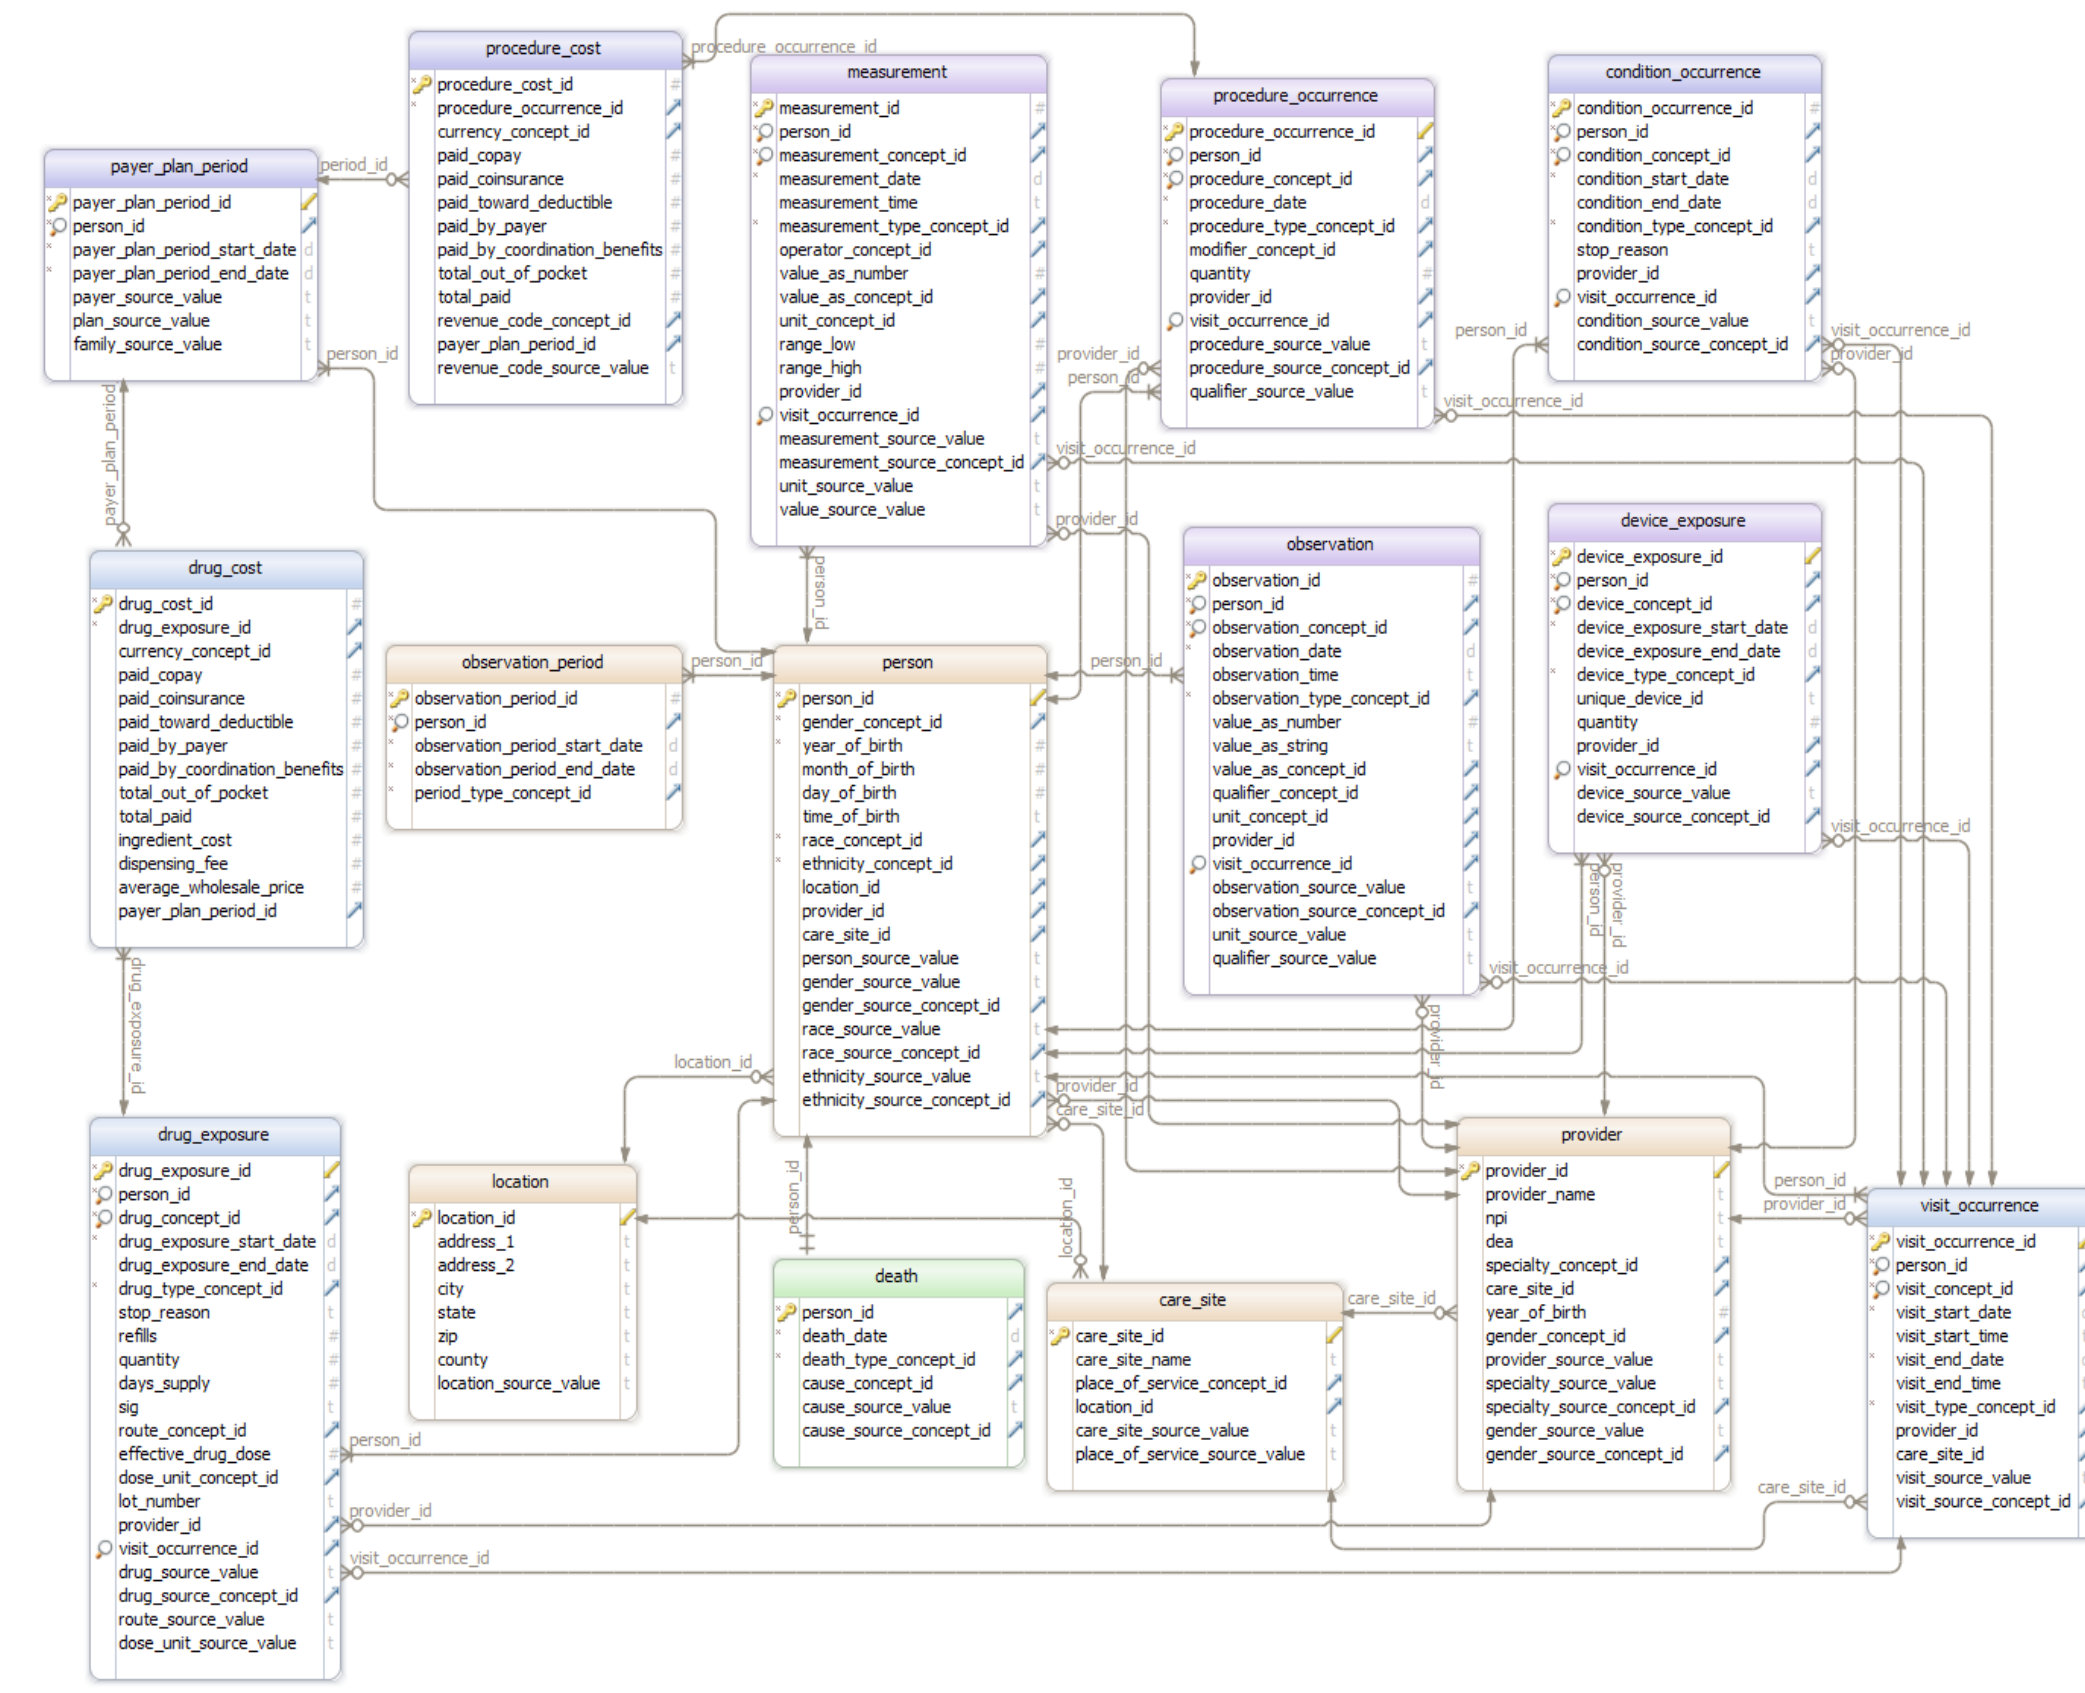 procedure_cost
procedure_cost_id
procedure_occurrence_id
currency_concept_id
paid_copay
paid_coinsurance
paid_toward_deductible
paid_by_payer
paid_by_coordination_benefits
total_out_of_pocket
total_paid
revenue_code_concept_id
payer_plan_period_id
revenue_code_source_value
procedure_occurrence_id
measurement
measurement_id
person_id
measurement_concept_id
measurement_date
measurement_time
measurement_type_concept_id
operator_concept_id
value_as_number
value_as_concept_id
unit_concept_id
range_low
range_high
provider_id
visit_occurrence_id
measurement_source_value
measurement_source_concept_id
unit_source_value
value_source_value
procedure_occurrence
procedure_occurrence_id
person_id
procedure_concept_id
procedure_date
procedure_type_concept_id
modifier_concept_id
quantity
provider_id
visit_occurrence_id
procedure_source_value
procedure_source_concept_id
qualifier_source_value
condition_occurrence
condition_occurrence_id
person_id
condition_concept_id
condition_start_date
condition_end_date
condition_type_concept_id
stop_reason
provider_id
visit_occurrence_id
condition_source_value
condition_source_concept_id
payer_plan_period
payer_plan_period_id
person_id
payer_plan_period_start_date
payer_plan_period_end_date
payer_source_value
plan_source_value
family_source_value
period_id
person_id
payer_plan_period
provider_id
person_id
person_id
visit_occurrence_id
provider_id
visit_occurrence_id
visit_occurrence_id
provider_id
person_id
drug_cost
drug_cost_id
drug_exposure_id
currency_concept_id
paid_copay
paid_coinsurance
paid_toward_deductible
paid_by_payer
paid_by_coordination_benefits
total_out_of_pocket
total_paid
ingredient_cost
dispensing_fee
average_wholesale_price
payer_plan_period_id
drug_exposure_id
observation_period
observation_period_id
person_id
observation_period_start_date
observation_period_end_date
period_type_concept_id
person_id
person
person_id
gender_concept_id
year_of_birth
month_of_birth
day_of_birth
time_of_birth
race_concept_id
ethnicity_concept_id
location_id
provider_id
care_site_id
person_source_value
gender_source_value
gender_source_concept_id
race_source_value
race_source_concept_id
ethnicity_source_value
ethnicity_source_concept_id
person_id
observation
observation_id
person_id
observation_concept_id
observation_date
observation_time
observation_type_concept_id
value_as_number
value_as_string
value_as_concept_id
qualifier_concept_id
unit_concept_id
provider_id
visit_occurrence_id
observation_source_value
observation_source_concept_id
unit_source_value
qualifier_source_value
device_exposure
device_exposure_id
person_id
device_concept_id
device_exposure_start_date
device_exposure_end_date
device_type_concept_id
unique_device_id
quantity
provider_id
visit_occurrence_id
device_source_value
device_source_concept_id
visit_occurrence_id
person_id
provider_id
visit_occurrence_id
provider_id
location_id
provider_id
care_site_id
person_id
location_id
drug_exposure
drug_exposure_id
person_id
drug_concept_id
drug_exposure_start_date
drug_exposure_end_date
drug_type_concept_id
stop_reason
refills
quantity
days_supply
sig
route_concept_id
effective_drug_dose
dose_unit_concept_id
lot_number
provider_id
visit_occurrence_id
drug_source_value
drug_source_concept_id
route_source_value
dose_unit_source_value
person_id
provider_id
visit_occurrence_id
location
location_id
address_1
address_2
city
state
zip
county
location_source_value
death
person_id
death_date
death_type_concept_id
cause_concept_id
cause_source_value
cause_source_concept_id
care_site
care_site_id
care_site_name
place_of_service_concept_id
location_id
care_site_source_value
place_of_service_source_value
care_site_id
provider
provider_id
provider_name
npi
dea
specialty_concept_id
care_site_id
year_of_birth
gender_concept_id
provider_source_value
specialty_source_value
specialty_source_concept_id
gender_source_value
gender_source_concept_id
person_id
provider_id
care_site_id
visit_occurrence
visit_occurrence_id
person_id
visit_concept_id
visit_start_date
visit_start_time
visit_end_date
visit_end_time
visit_type_concept_id
provider_id
care_site_id
visit_source_value
visit_source_concept_id